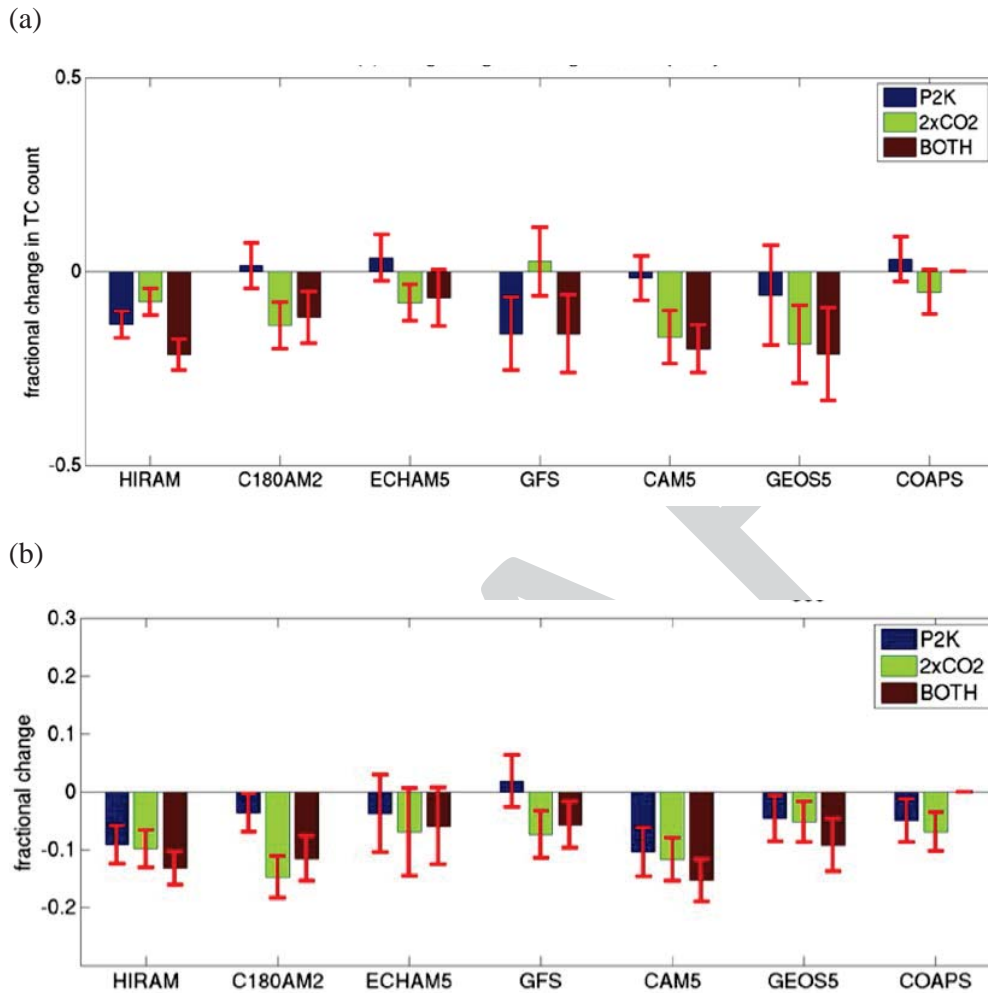 (a)
0.5
P2K
2xCO2
BOTH
fractional change in TC count
0
-0.5
HIRAM C180AM2 ECHAM5 GFS CAM5 GEOS5 COAPS
(b)
0.3
P2K
2xCO2
BOTH
0.2
0.1
fractional change
0
-0.1
-0.2
HIRAM C180AM2 ECHAM5 GFS CAM5 GEOS5 COAPS